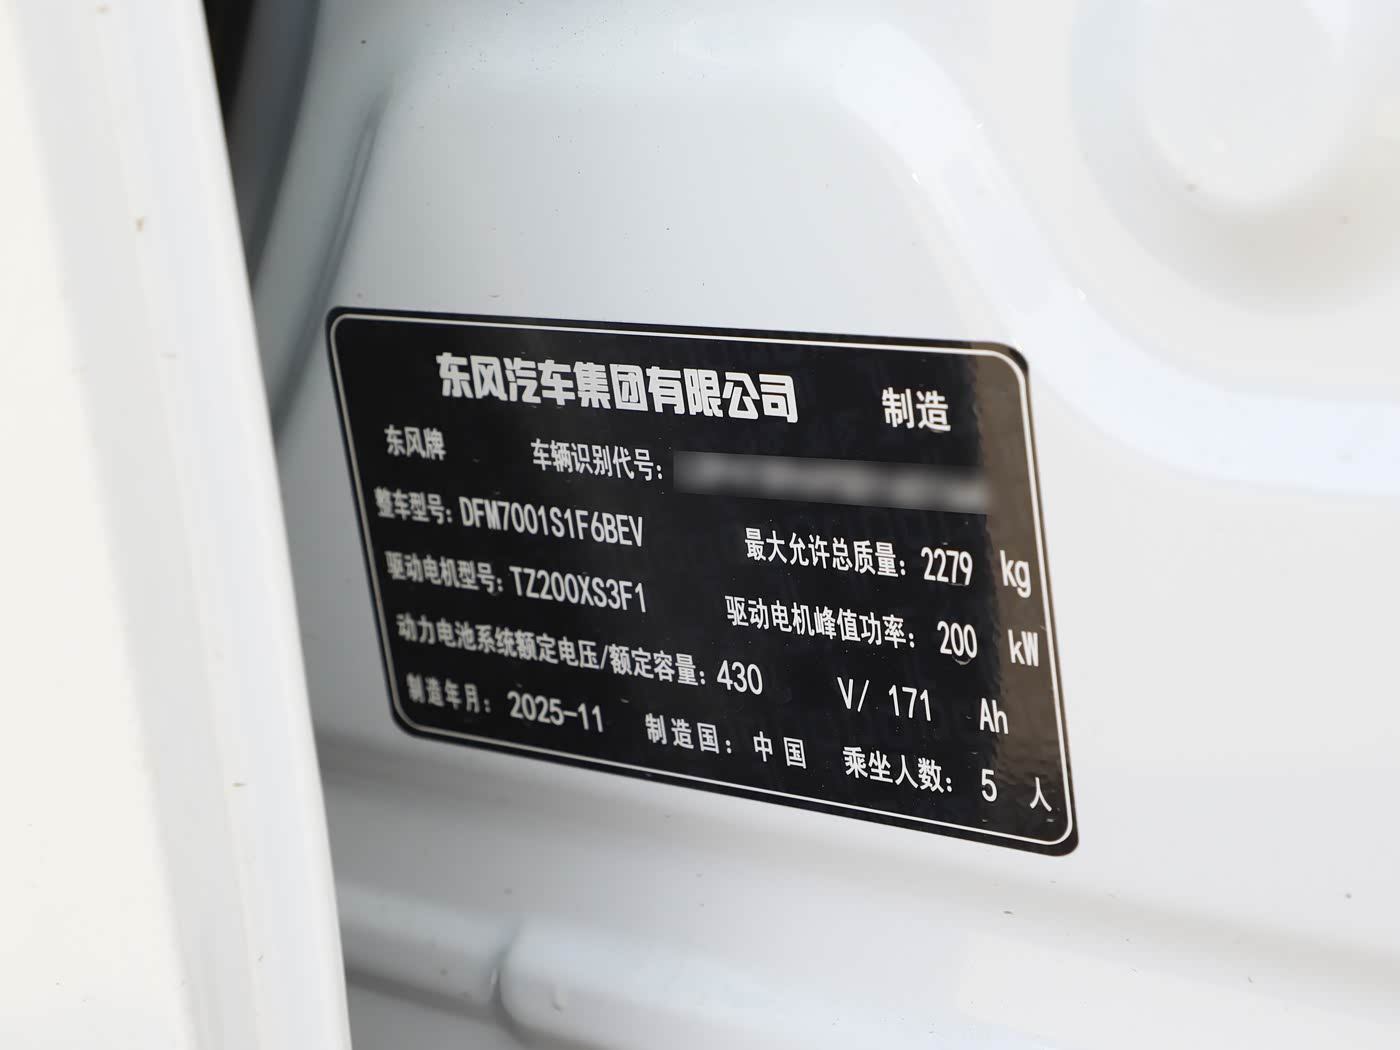 东风汽车集团有限公司 制造
东风牌 车辆识别代号:
整车型号: DFM7001S1F6BEV 最大允许总质量: 2279 kg
驱动电机型号: TZ200XS3F1 驱动电机峰值功率: 200 kW
动力电池系统额定电压/额定容量: 430 V/ 171 Ah
制造年月: 2025-11 制造国: 中国 乘坐人数: 5 人